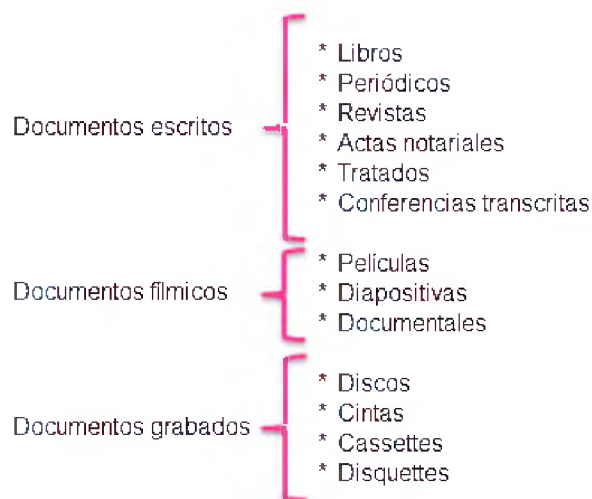 Documentos escritos
* Libros
* Periódicos
* Revistas
* Actas notariales
* Tratados
* Conferencias transcritas
Documentos fílmicos
* Películas
* Diapositivas
* Documentales
Documentos grabados
* Discos
* Cintas
* Cassettes
* Disquettes